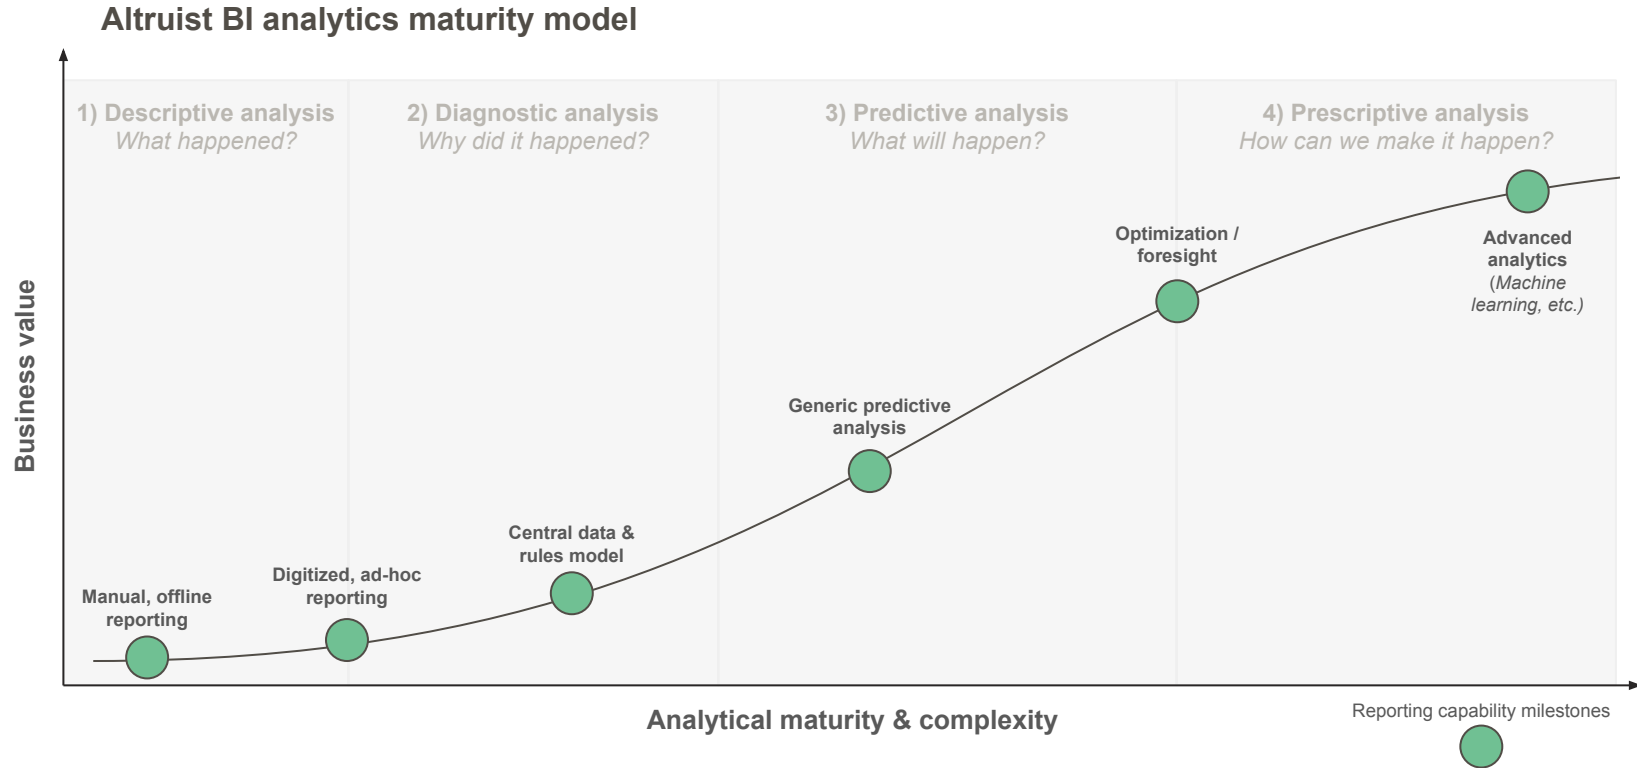 Altruist BI analytics maturity model
1) Descriptive analysis
What happened?
2) Diagnostic analysis
Why did it happened?
3) Predictive analysis
What will happen?
4) Prescriptive analysis
How can we make it happen?
Business value
Manual, offline
reporting
Digitized, ad-hoc
reporting
Central data &
rules model
Generic predictive
analysis
Optimization /
foresight
Advanced
analytics
(Machine
learning, etc.)
Analytical maturity & complexity
Reporting capability milestones